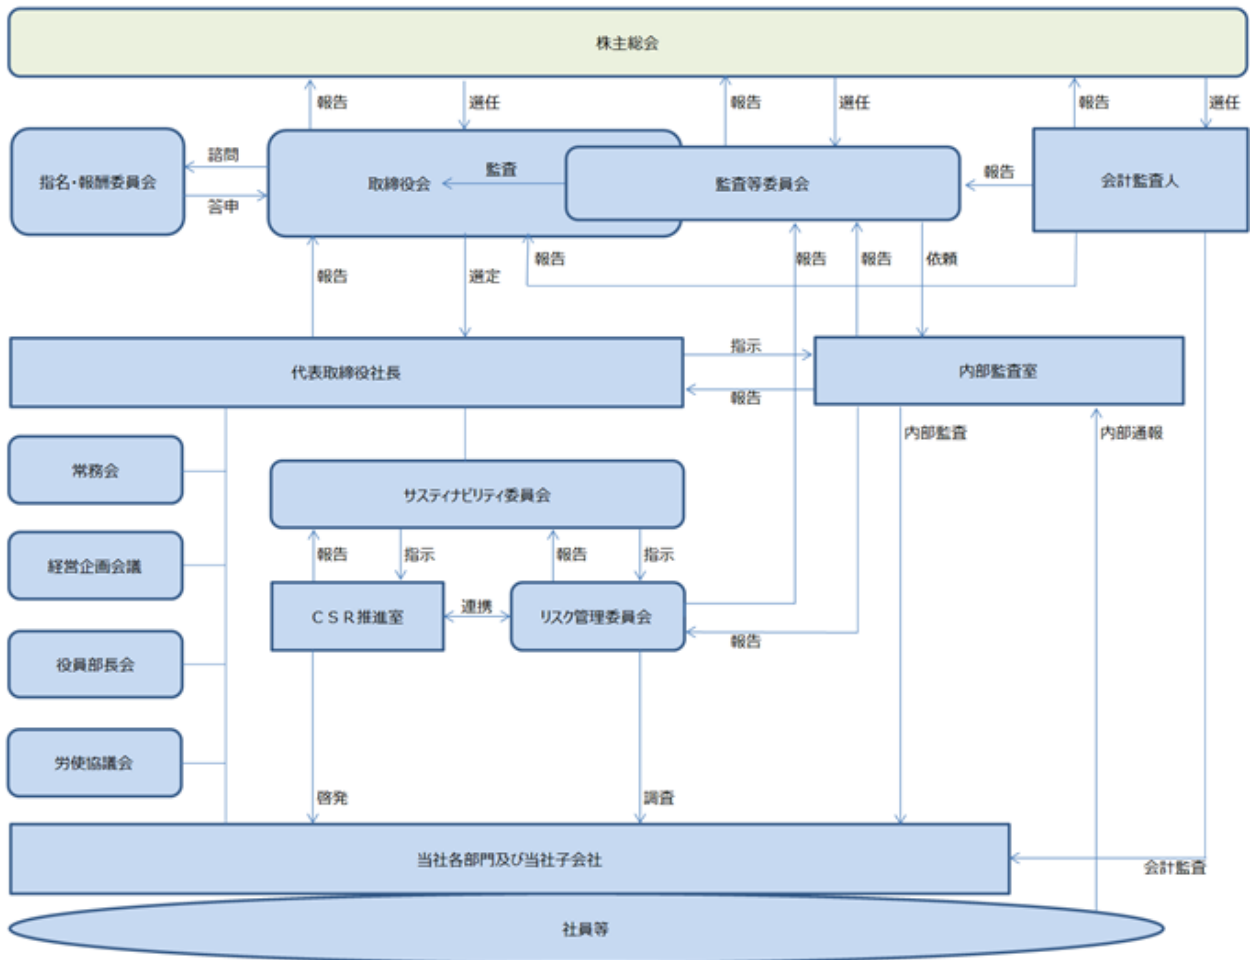 株主総会
報告
選任
報告
選任
報告
選任
指名・報酬委員会
諮問
答申
取締役会
監査
監査等委員会
報告
会計監査人
報告
選定
報告
報告
報告
依頼
代表取締役社長
指示
報告
内部監査室
内部監査
内部通報
常務会
サスティナビリティ委員会
経営企画会議
報告
指示
報告
指示
CSR推進室
連携
リスク管理委員会
報告
役員部長会
労使協議会
啓発
調査
当社各部門及び当社子会社
会計監査
社員等